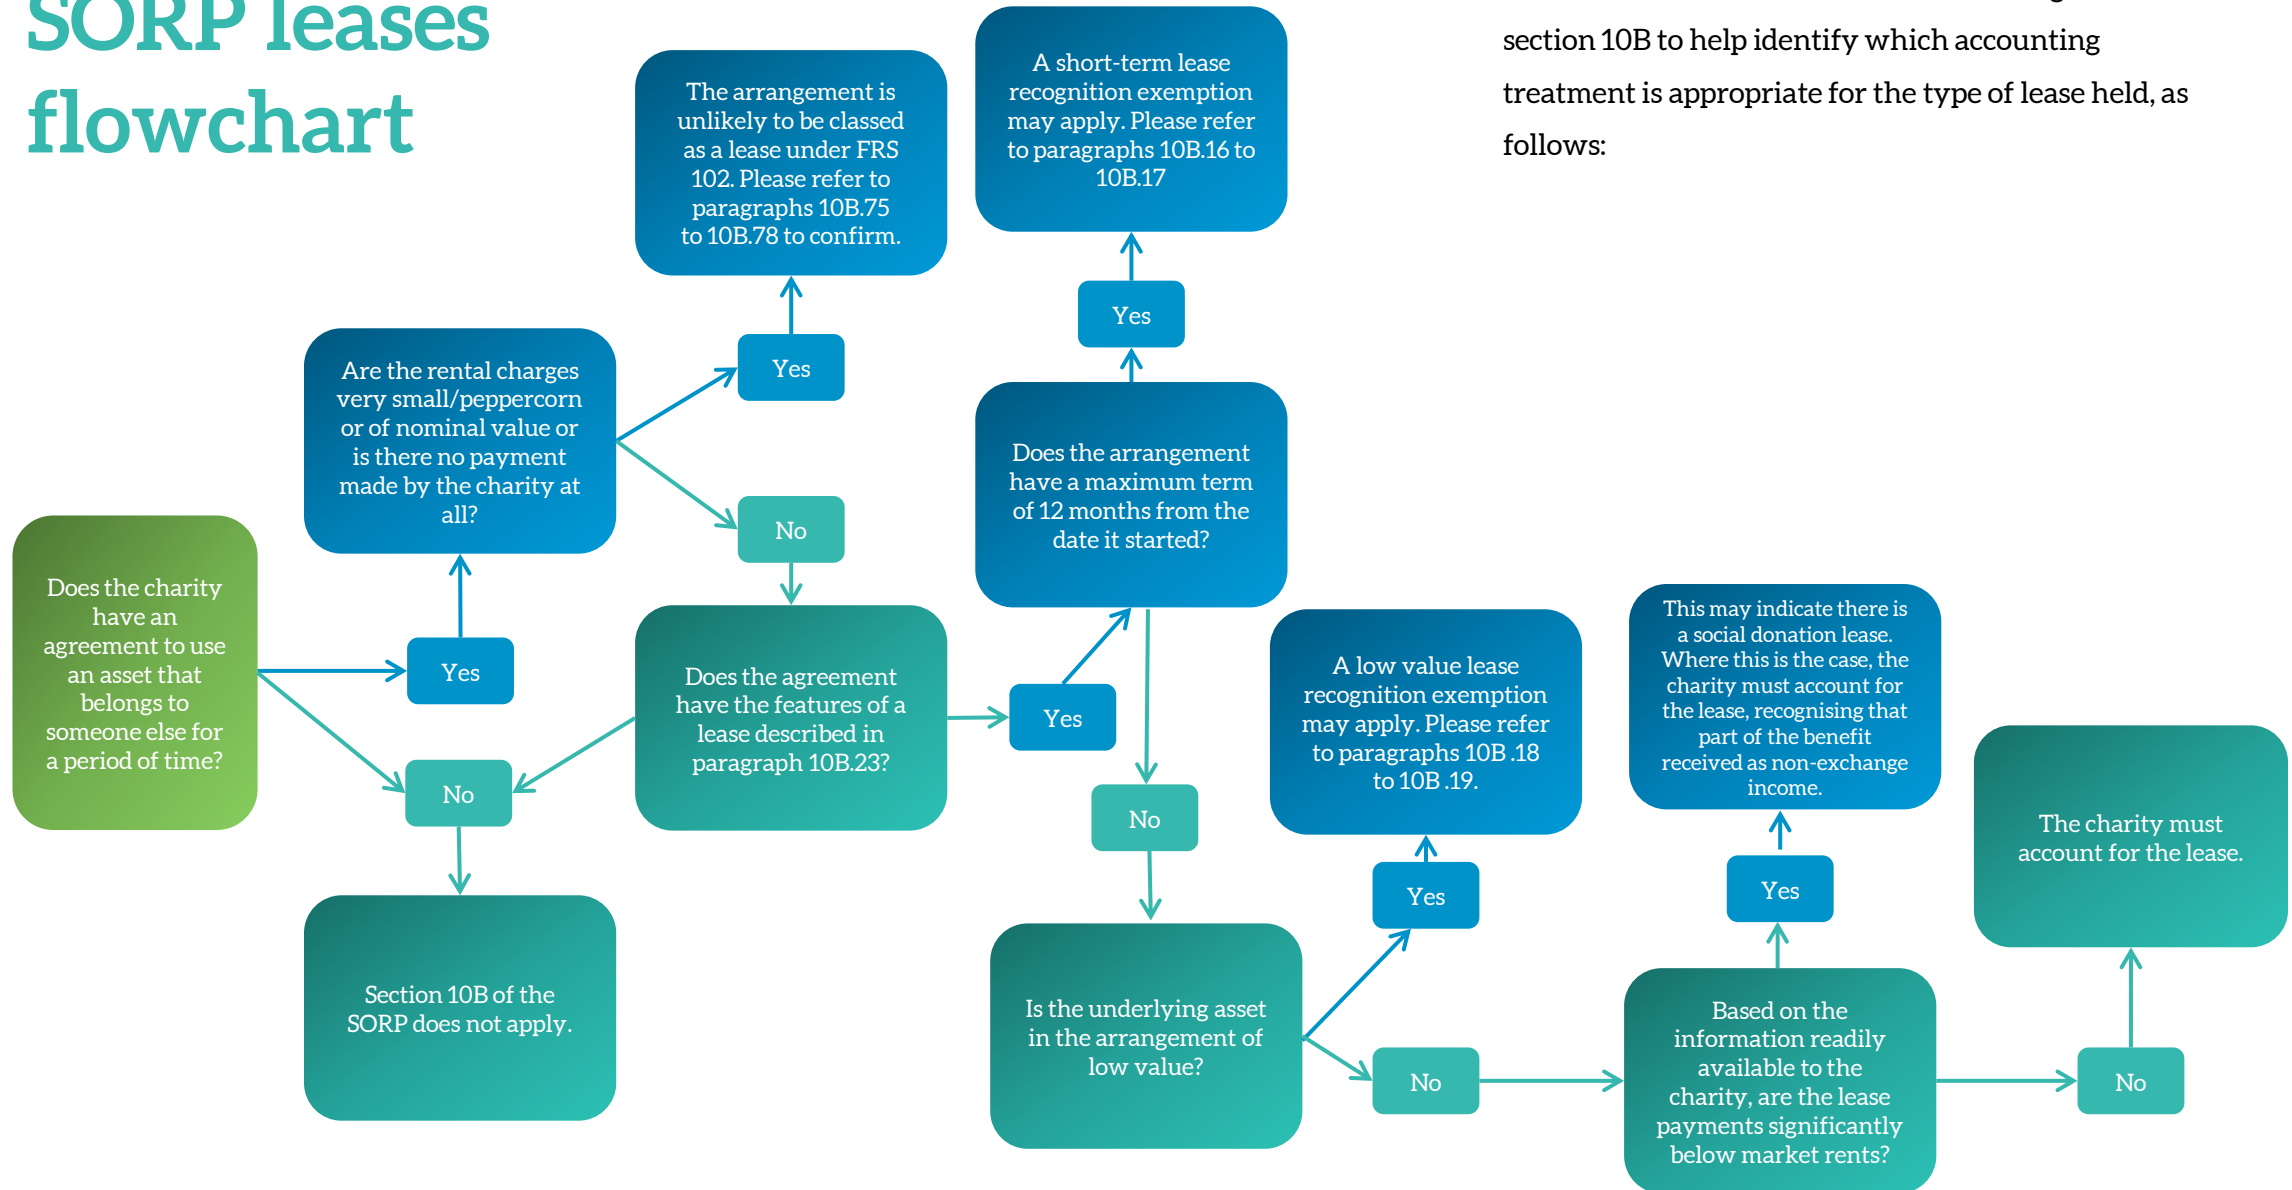 SORP leases
flowchart
section 10B to help identify which accounting
treatment is appropriate for the type of lease held, as
follows:
Does the charity
have an
agreement to use
an asset that
belongs to
someone else for
a period of time?
Yes
No
Are the rental charges
very small/peppercorn
or of nominal value or
is there no payment
made by the charity at
all?
Section 10B of the
SORP does not apply.
Yes
No
The arrangement is
unlikely to be classed
as a lease under FRS
102. Please refer to
paragraphs 10B.75
to 10B.78 to confirm.
Does the agreement
have the features of a
lease described in
paragraph 10B.23?
Yes
Does the arrangement
have a maximum term
of 12 months from the
date it started?
Yes
A short-term lease
recognition exemption
may apply. Please refer
to paragraphs 10B.16 to
10B.17
No
Is the underlying asset
in the arrangement of
low value?
Yes
A low value lease
recognition exemption
may apply. Please refer
to paragraphs 10B .18
to 10B .19.
No
Based on the
information readily
available to the
charity, are the lease
payments significantly
below market rents?
Yes
This may indicate there is
a social donation lease.
Where this is the case, the
charity must account for
the lease, recognising that
part of the benefit
received as non-exchange
income.
No
The charity must
account for the lease.